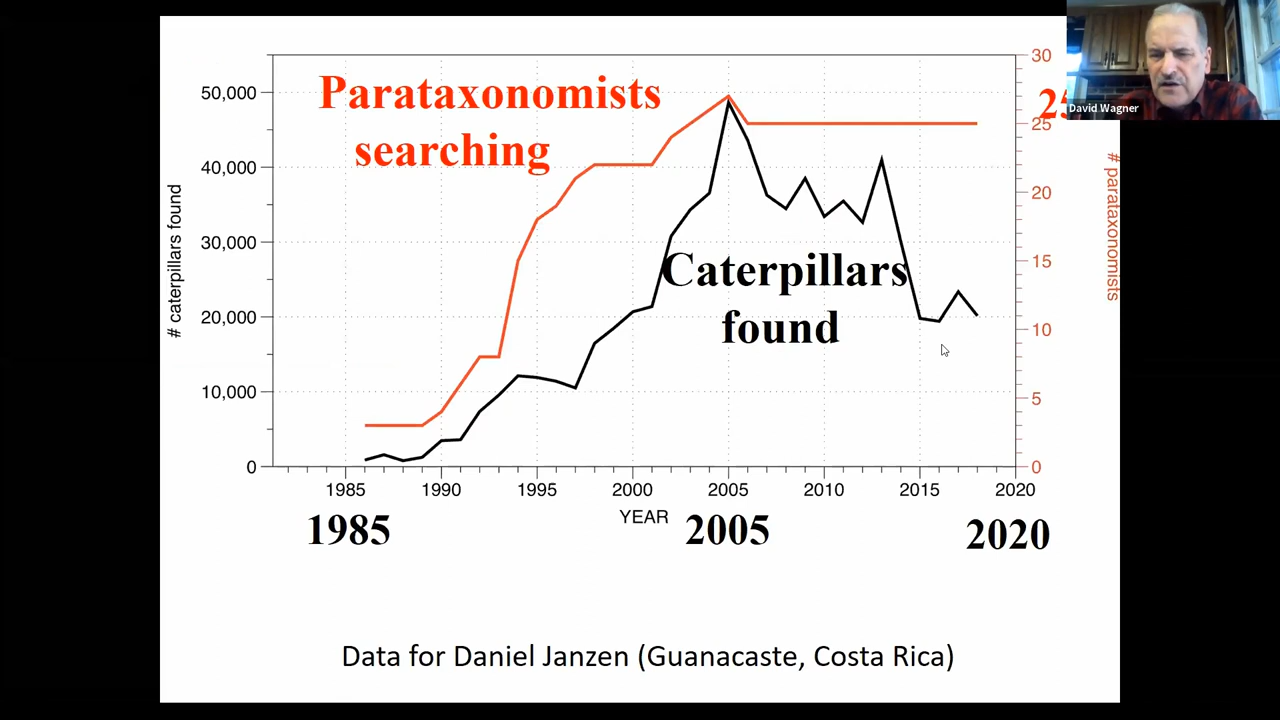 Parataxonomists
searching
Caterpillars
found
# caterpillars found
50,000
40,000
30,000
20,000
10,000
0
30
25
25
20
15
10
5
0
# parataxonomists
David Wagner
1985 1990 1995 2000 2005 2010 2015 2020
YEAR
1985 2005 2020
Data for Daniel Janzen (Guanacaste, Costa Rica)